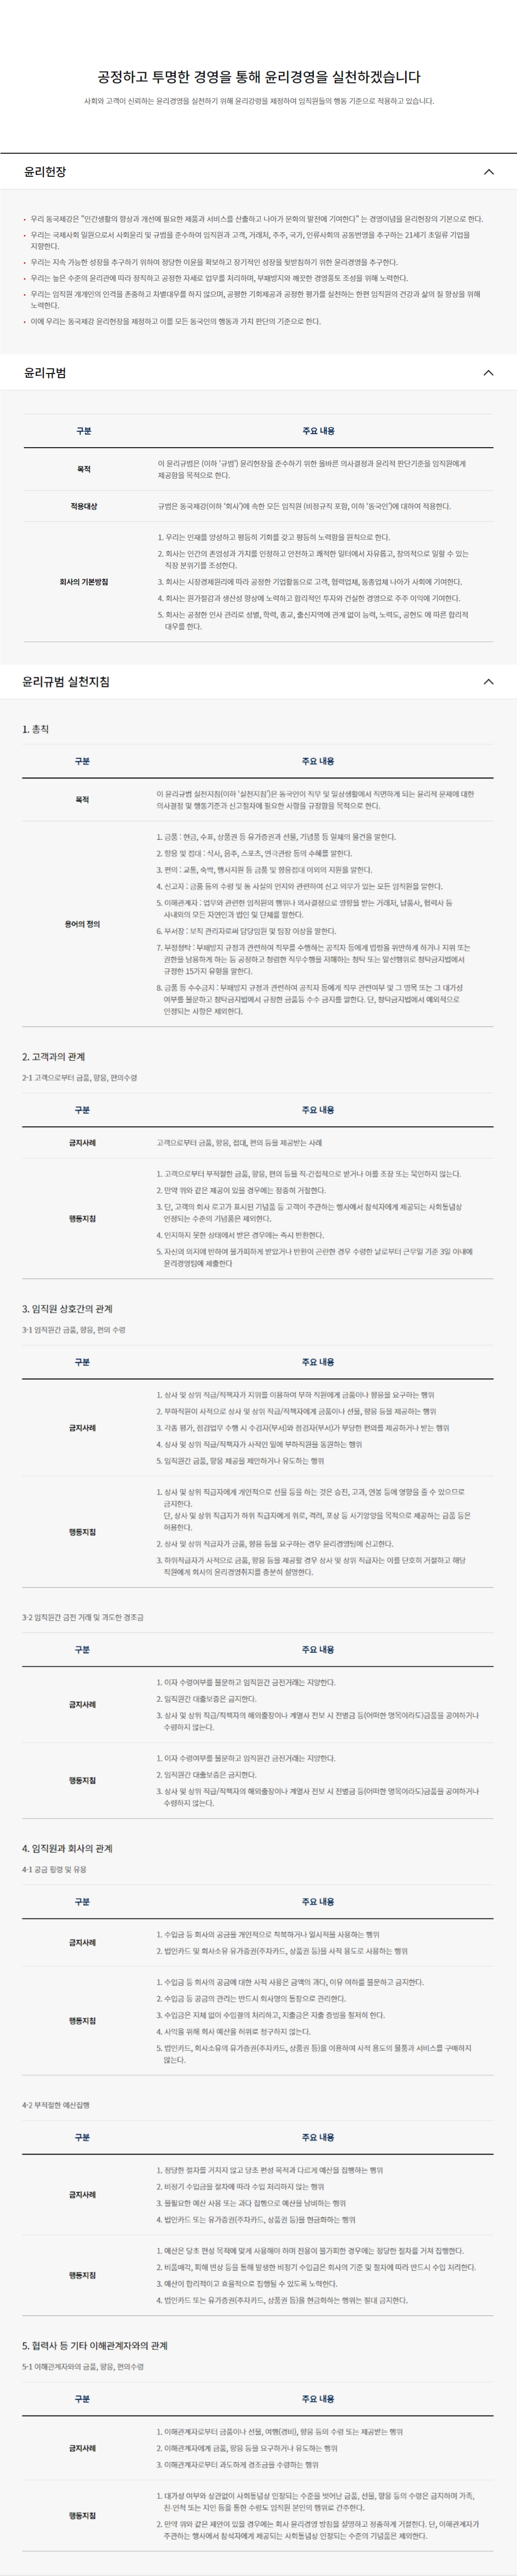 공정하고 투명한 경영을 통해 윤리경영을 실천하겠습니다
사회와 고객이 신뢰하는 윤리경영을 실천하기 위해 윤리강령을 제정하여 임직원들의 행동 기준으로 적용하고 있습니다.
윤리헌장
• 우리 동국제강은 "인간생활의 향상과 개선에 필요한 제품과 서비스를 산출하고 나아가 문화의 발전에 기여한다" 는 경영이념을 윤리헌장의 기본으로 한다.
• 우리는 국제사회 일원으로서 사회윤리 및 규범을 준수하여 임직원과 고객, 거래처, 주주, 국가, 인류사회의 공동번영을 추구하는 21세기 초일류 기업을
지향한다.
• 우리는 지속 가능한 성장을 추구하기 위하여 정당한 이윤을 확보하고 장기적인 성장을 뒷받침하기 위한 윤리경영을 추구한다.
• 우리는 높은 수준의 윤리관에 따라 정직하고 공정한 자세로 업무를 처리하며, 부패방지와 깨끗한 경영풍토 조성을 위해 노력한다.
• 우리는 임직원 개개인의 인격을 존중하고 차별대우를 하지 않으며, 공평한 기회제공과 공정한 평가를 실천하는 한편 임직원의 건강과 삶의 질 향상을 위해
노력한다.
• 이에 우리는 동국제강 윤리헌장을 제정하고 이를 모든 동국인의 행동과 가치 판단의 기준으로 한다.
윤리규범
구분 주요 내용
목적 이 윤리규범은 (이하 '규범') 윤리헌장을 준수하기 위한 올바른 의사결정과 윤리적 판단기준을 임직원에게
제공함을 목적으로 한다.
적용대상 규범은 동국제강(이하 '회사')에 속한 모든 임직원 (비정규직 포함, 이하 '동국인')에 대하여 적용한다.
회사의 기본방침 1. 우리는 인재를 양성하고 평등의 기회를 갖고 평등히 노력함을 원칙으로 한다.
2. 회사는 인간의 존엄성과 가치를 인정하고 안전하고 쾌적한 일터에서 자유롭고, 창의적으로 일할 수 있는
직장 분위기를 조성한다.
3. 회사는 시장경제원리에 따라 공정한 기업활동으로 고객, 협력업체, 동종업체 나아가 사회에 기여한다.
4. 회사는 원가절감과 생산성 향상에 노력하고 합리적인 투자와 건실한 경영으로 주주 이익에 기여한다.
5. 회사는 공정한 인사 관리로 성별, 학력, 종교, 출신지역에 관계 없이 능력, 노력도, 공헌도 에 따른 합리적
대우를 한다.
윤리규범 실천지침
1. 총칙
구분 주요 내용
목적 이 윤리규범 실천지침(이하 '실천지침')은 동국인이 직무 및 일상생활에서 직면하게 되는 윤리적 문제에 대한
의사결정 및 행동기준과 신고절차에 필요한 사항을 규정함을 목적으로 한다.
용어의 정의 1. 금품 : 현금, 수표, 상품권 등 유가증권과 선물, 기념품 등 일체의 물건을 말한다.
2. 향응 및 접대 : 식사, 음주, 스포츠, 연극관람 등의 수혜를 말한다.
3. 편의 : 교통, 숙박, 행사지원 등 금품 및 향응접대 이외의 지원을 말한다.
4. 신고자 : 금품 등의 수령 및 동 사실의 인지와 관련하여 신고 의무가 있는 모든 임직원을 말한다.
5. 이해관계자 : 업무와 관련한 임직원의 행위나 의사결정으로 영향을 받는 거래처, 납품사, 협력사 등
사내외의 모든 자연인과 법인 및 단체를 말한다.
6. 부서장 : 보직 관리자로써 담당임원 및 팀장 이상을 말한다.
7. 부정청탁 : 부패방지 규정과 관련하여 직무를 수행하는 공직자 등에게 법령을 위반하게 하거나 지위 또는
권한을 남용하게 하는 등 공정하고 청렴한 직무수행을 저해하는 청탁 또는 알선행위로 청탁금지법에서
규정한 15가지 유형을 말한다.
8. 금품 등 수수금지 : 부패방지 규정과 관련하여 공직자 등에게 직무 관련여부 및 그 명목 또는 그 대가성
여부를 불문하고 청탁금지법에서 규정한 금품등 수수 금지를 말한다. 단, 청탁금지법에서 예외적으로
인정되는 사항은 제외한다.
2. 고객과의 관계
2-1 고객으로부터 금품, 향응, 편의수령
구분 주요 내용
금지사례 고객으로부터 금품, 향응, 접대, 편의 등을 제공받는 사례
행동지침 1. 고객으로부터 부적절한 금품, 향응, 편의 등을 직·간접적으로 받거나 이를 조장 또는 묵인하지 않는다.
2. 만약 위와 같은 제공이 있을 경우에는 정중히 거절한다.
3. 단, 고객의 회사 로고가 표시된 기념품 등 고객이 주관하는 행사에서 참석자에게 제공되는 사회통념상
인정되는 수준의 기념품은 제외한다.
4. 인지하지 못한 상태에서 받은 경우에는 즉시 반환한다.
5. 자신의 의지에 반하여 불가피하게 받았거나 반환이 곤란한 경우 수령한 날로부터 근무일 기준 3일 이내에
윤리경영팀에 제출한다
3. 임직원 상호간의 관계
3-1 임직원간 금품, 향응, 편의 수령
구분 주요 내용
금지사례 1. 상사 및 상위 직급/직책자가 지위를 이용하여 부하 직원에게 금품이나 향응을 요구하는 행위
2. 부하직원이 사적으로 상사 및 상위 직급/직책자에게 금품이나 선물, 향응 등을 제공하는 행위
3. 각종 평가, 점검업무 수행 시 수검자(부서)와 점검자(부서)가 부당한 편의를 제공하거나 받는 행위
4. 상사 및 상위 직급/직책자가 사적인 일에 부하직원을 동원하는 행위
5. 임직원간 금품, 향응 제공을 제안하거나 유도하는 행위
행동지침 1. 상사 및 상위 직급자에게 개인적으로 선물 등을 하는 것은 승진, 고과, 연봉 등에 영향을 줄 수 있으므로
금지한다.
단, 상사 및 상위 직급자가 하위 직급자에게 위로, 격려, 포상 등 사기앙양을 목적으로 제공하는 금품 등은
허용한다.
2. 상사 및 상위 직급자가 금품, 향응 등을 요구하는 경우 윤리경영팀에 신고한다.
3. 하위직급자가 사적으로 금품, 향응 등을 제공할 경우 상사 및 상위 직급자는 이를 단호히 거절하고 해당
직원에게 회사의 윤리경영취지를 충분히 설명한다.
3-2 임직원간 금전 거래 및 과도한 경조금
구분 주요 내용
금지사례 1. 이자 수령여부를 불문하고 임직원간 금전거래는 지양한다.
2. 임직원간 대출보증은 금지한다.
3. 상사 및 상위 직급/직책자의 해외출장이나 계열사 전보 시 전별금 등(어떠한 명목이라도)금품을 공여하거나
수령하지 않는다.
행동지침 1. 이자 수령여부를 불문하고 임직원간 금전거래는 지양한다.
2. 임직원간 대출보증은 금지한다.
3. 상사 및 상위 직급/직책자의 해외출장이나 계열사 전보 시 전별금 등(어떠한 명목이라도)금품을 공여하거나
수령하지 않는다.
4. 임직원과 회사의 관계
4-1 공금 횡령 및 유용
구분 주요 내용
금지사례 1. 수입금 등 회사의 공금을 개인적으로 착복하거나 일시적을 사용하는 행위
2. 법인카드 및 회사소유 유가증권(주차카드, 상품권 등)을 사적 용도로 사용하는 행위
행동지침 1. 수입금 등 회사의 공금에 대한 사적 사용은 금액의 과다, 이유 여하를 불문하고 금지한다.
2. 수입금 등 공금의 관리는 반드시 회사명의 통장으로 관리한다.
3. 수입금은 지체 없이 수입결의 처리하고, 지출금은 지출 증빙을 철저히 한다.
4. 사익을 위해 회사 예산을 허위로 청구하지 않는다.
5. 법인카드, 회사소유의 유가증권(주차카드, 상품권 등)을 이용하여 사적 용도의 물품과 서비스를 구매하지
않는다.
4-2 부적절한 예산집행
구분 주요 내용
금지사례 1. 정당한 절차를 거치지 않고 당초 편성 목적과 다르게 예산을 집행하는 행위
2. 비정기 수입금을 절차에 따라 수입 처리하지 않는 행위
3. 불필요한 예산 사용 또는 과다 집행으로 예산을 낭비하는 행위
4. 법인카드 또는 유가증권(주차카드, 상품권 등)을 현금화하는 행위
행동지침 1. 예산은 당초 편성 목적에 맞게 사용해야 하며 전용이 불가피한 경우에는 정당한 절차를 거쳐 집행한다.
2. 비품매각, 피해 변상 등을 통해 발생한 비정기 수입금은 회사의 기준 및 절차에 따라 반드시 수입 처리한다.
3. 예산이 합리적이고 효율적으로 집행될 수 있도록 노력한다.
4. 법인카드 또는 유가증권(주차카드, 상품권 등)을 현금화하는 행위는 절대 금지한다.
5. 협력사 등 기타 이해관계자와의 관계
5-1 이해관계자와의 금품, 향응, 편의수령
구분 주요 내용
금지사례 1. 이해관계자로부터 금품이나 선물, 여행(경비), 향응 등의 수령 또는 제공받는 행위
2. 이해관계자에게 금품, 향응 등을 요구하거나 유도하는 행위
3. 이해관계자로부터 과도하게 경조금을 수령하는 행위
행동지침 1. 대가성 여부와 상관없이 사회통념상 인정되는 수준을 벗어난 금품, 선물, 향응 등의 수령은 금지하며 가족,
친·인척 또는 지인 등을 통한 수령도 임직원 본인의 행위로 간주한다.
2. 만약 위와 같은 제안이 있을 경우에는 회사 윤리경영 방침을 설명하고 정중하게 거절한다. 단, 이해관계자가
주관하는 행사에서 참석자에게 제공되는 사회통념상 인정되는 수준의 기념품은 제외한다.